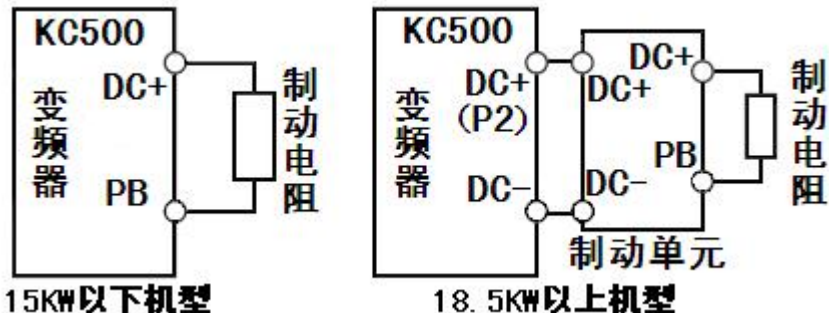 KC500
变频器
DC+
PB
制动电阻
15KW以下机型
KC500
变频器
DC+
(P2)
DC-
DC+
DC-
DC+
PB
制动单元
制动电阻
18.5KW以上机型